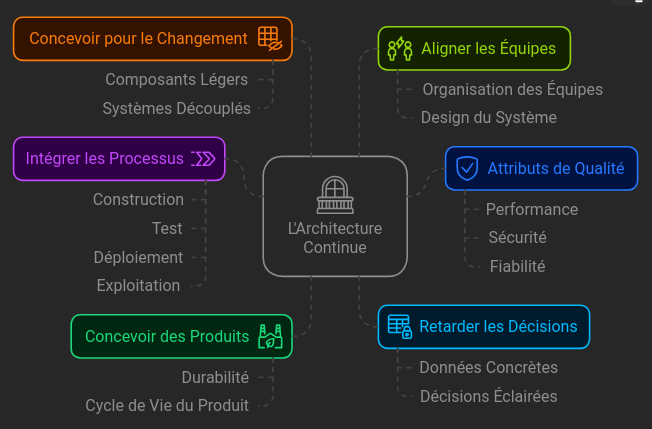 Concevoir pour le Changement
Composants Légers
Systèmes Découplés
Aligner les Équipes
Organisation des Équipes
Design du Système
Intégrer les Processus
Construction
Test
Déploiement
Exploitation
L'Architecture
Continue
Attributs de Qualité
Performance
Sécurité
Fiabilité
Concevoir des Produits
Durabilité
Cycle de Vie du Produit
Retarder les Décisions
Données Concrètes
Décisions Éclairées